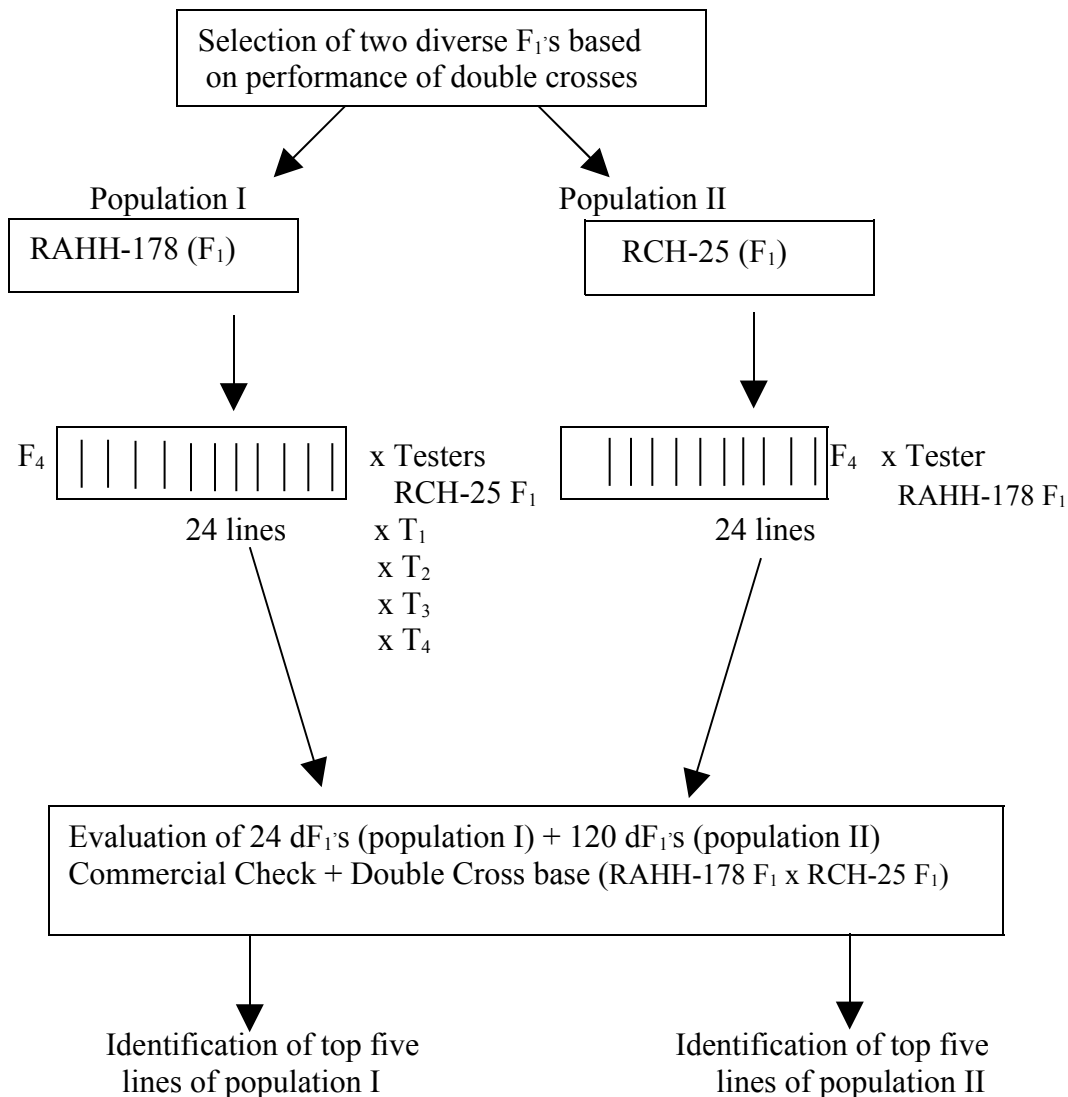 Selection of two diverse F₁’s based
on performance of double crosses
Population I
Population II
RAHH-178 (F₁)
RCH-25 (F₁)
F₄
x Testers
RCH-25 F₁
F₄
x Tester
RAHH-178 F₁
24 lines
x T₁
x T₂
x T₃
x T₄
24 lines
Evaluation of 24 dF₁’s (population I) + 120 dF₁’s (population II)
Commercial Check + Double Cross base (RAHH-178 F₁ x RCH-25 F₁)
Identification of top five
lines of population I
Identification of top five
lines of population II